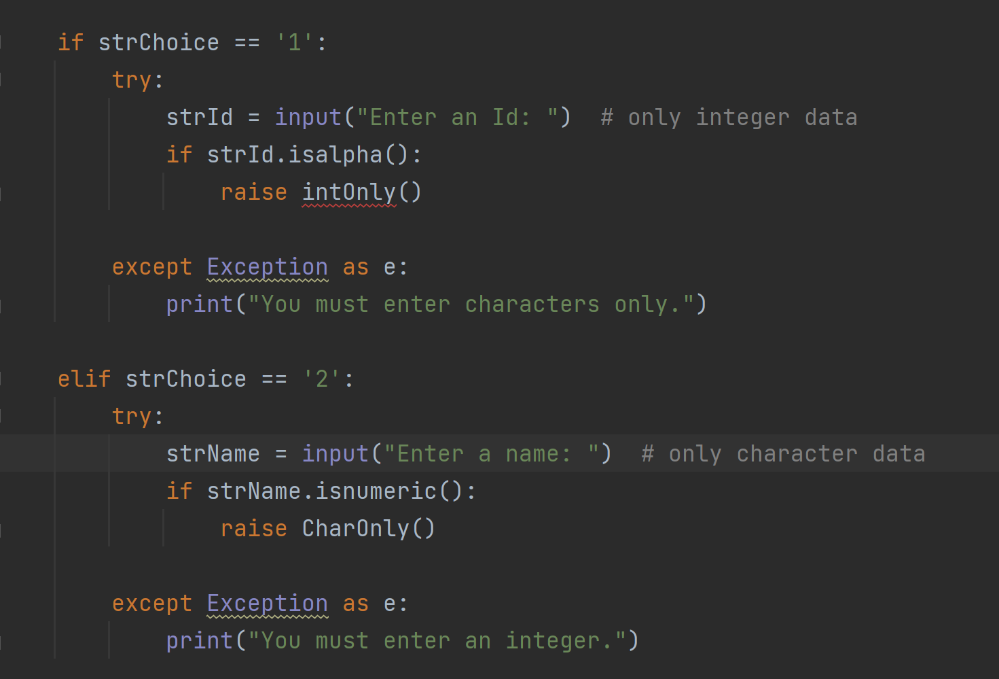 if strChoice == '1':
try:
strId = input("Enter an Id: ")  # only integer data
if strId.isalpha():
raise intOnly()
except Exception as e:
print("You must enter characters only.")
elif strChoice == '2':
try:
strName = input("Enter a name: ")  # only character data
if strName.isnumeric():
raise CharOnly()
except Exception as e:
print("You must enter an integer.")